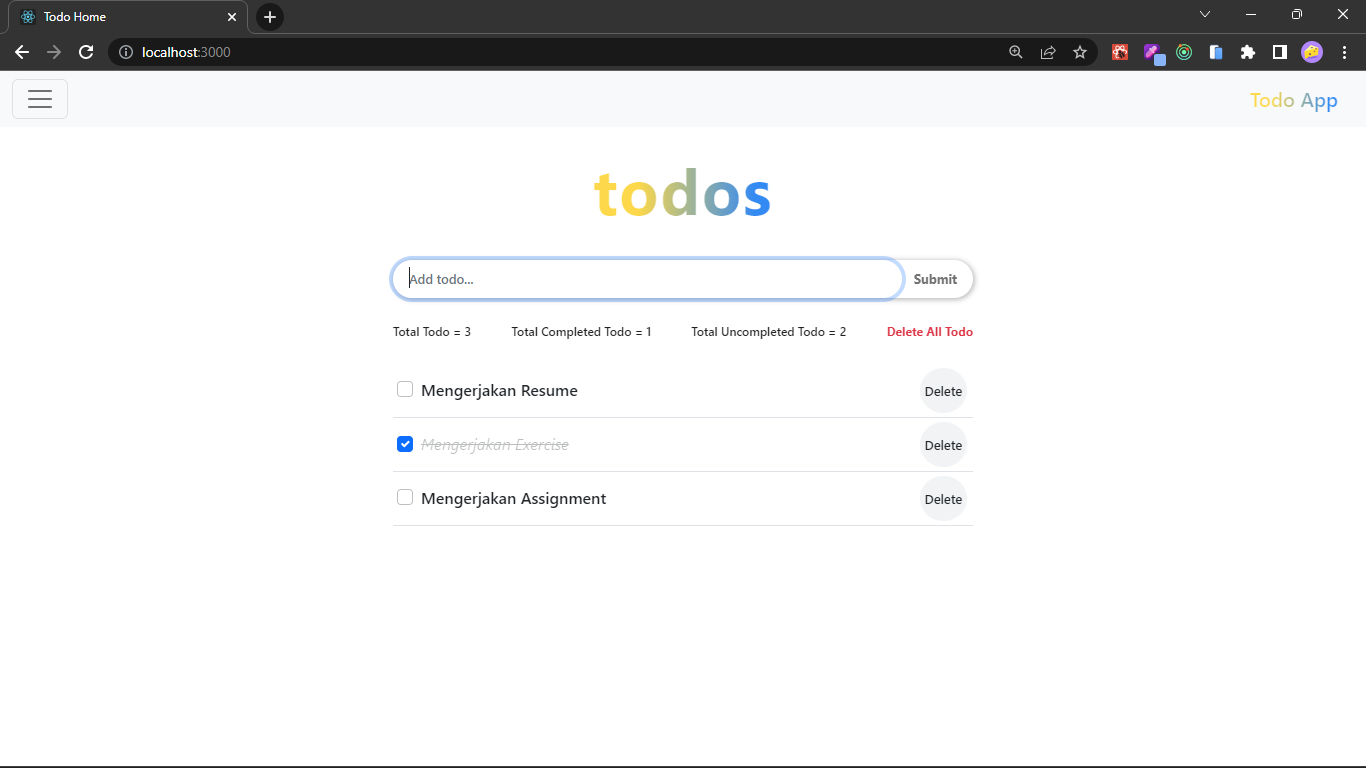 Todo Home
localhost:3000
Todo App
todos
Add todo...
Submit
Total Todo = 3
Total Completed Todo = 1
Total Uncompleted Todo = 2
Delete All Todo
Mengerjakan Resume
Delete
Mengerjakan Exercise
Delete
Mengerjakan Assignment
Delete